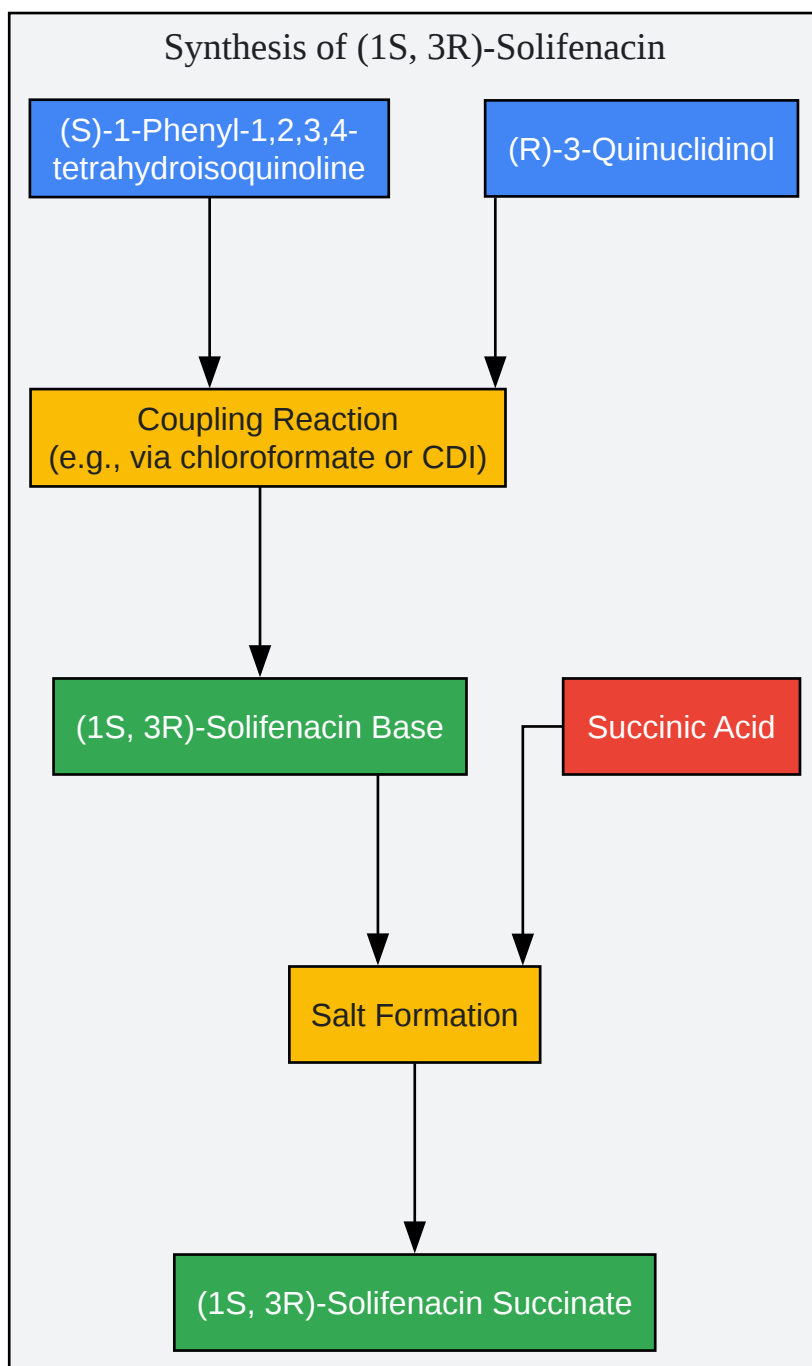 Synthesis of (1S, 3R)-Solifenacin
(S)-1-Phenyl-1,2,3,4-
tetrahydroisoquinoline
(R)-3-Quinuclidinol
Coupling Reaction
(e.g., via chloroformate or CDI)
(1S, 3R)-Solifenacin Base
Succinic Acid
Salt Formation
(1S, 3R)-Solifenacin Succinate